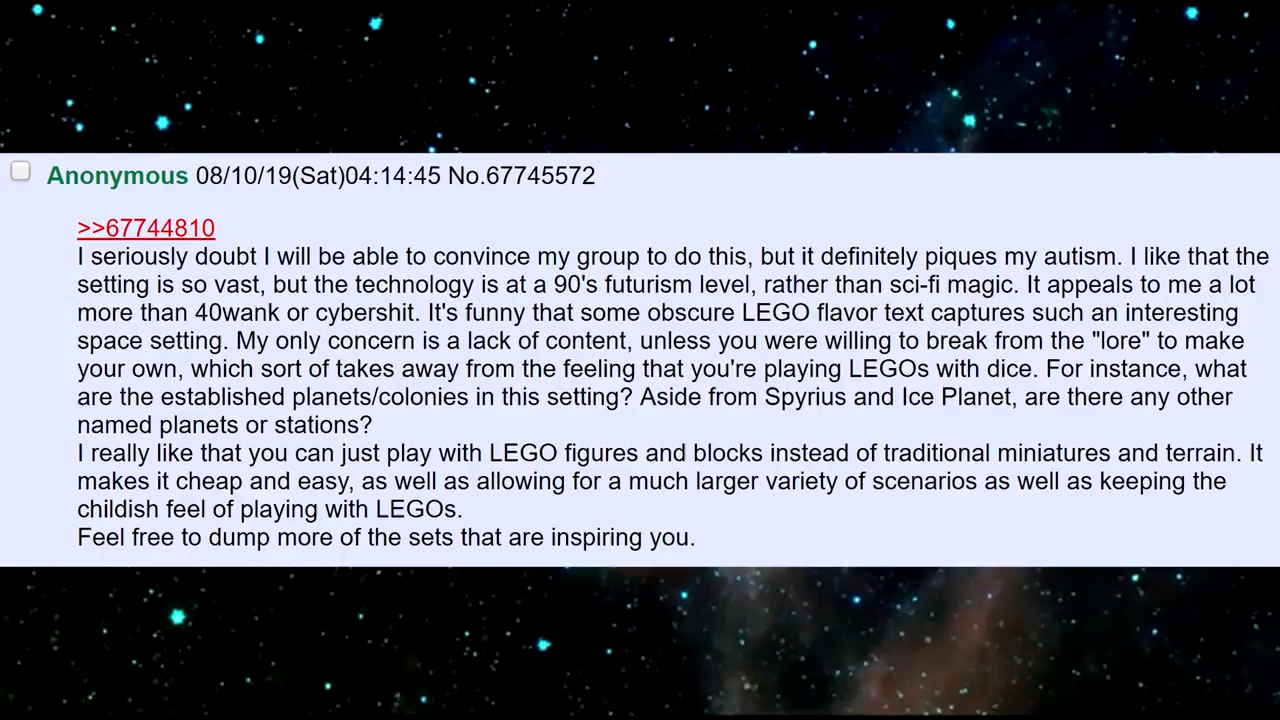 Anonymous 08/10/19(Sat)04:14:45 No.67745572
>>67744810
I seriously doubt I will be able to convince my group to do this, but it definitely piques my autism. I like that the
setting is so vast, but the technology is at a 90's futurism level, rather than sci-fi magic. It appeals to me a lot
more than 40wank or cybershit. It's funny that some obscure LEGO flavor text captures such an interesting
space setting. My only concern is a lack of content, unless you were willing to break from the "lore" to make
your own, which sort of takes away from the feeling that you're playing LEGOs with dice. For instance, what
are the established planets/colonies in this setting? Aside from Spyrius and Ice Planet, are there any other
named planets or stations?
I really like that you can just play with LEGO figures and blocks instead of traditional miniatures and terrain. It
makes it cheap and easy, as well as allowing for a much larger variety of scenarios as well as keeping the
childish feel of playing with LEGOs.
Feel free to dump more of the sets that are inspiring you.